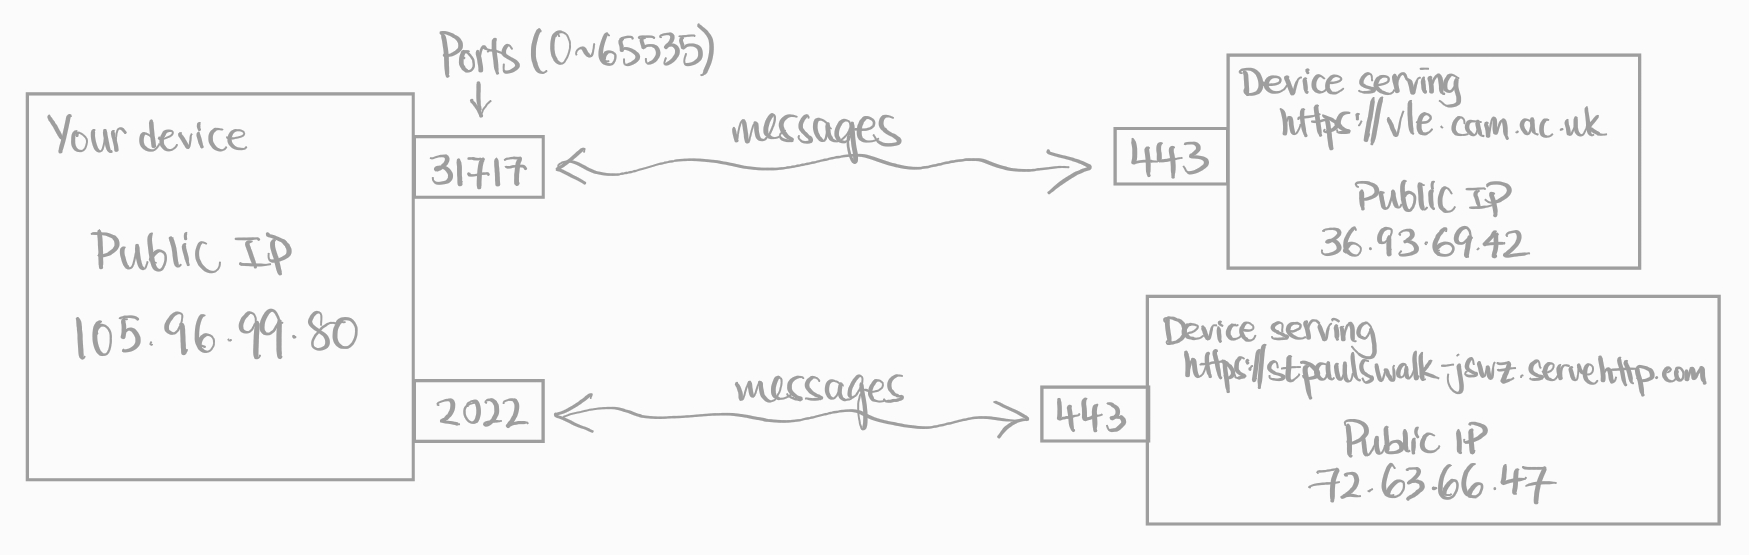 Ports (0~65535)
Your device
31717
messages
443
Device serving
https://vle.cam.ac.uk
Public IP
36.93.69.42
Public IP
105.96.99.80
2022
messages
443
Device serving
https://stpaulswalk-jswz.servehttp.com
Public IP
72.63.66.47